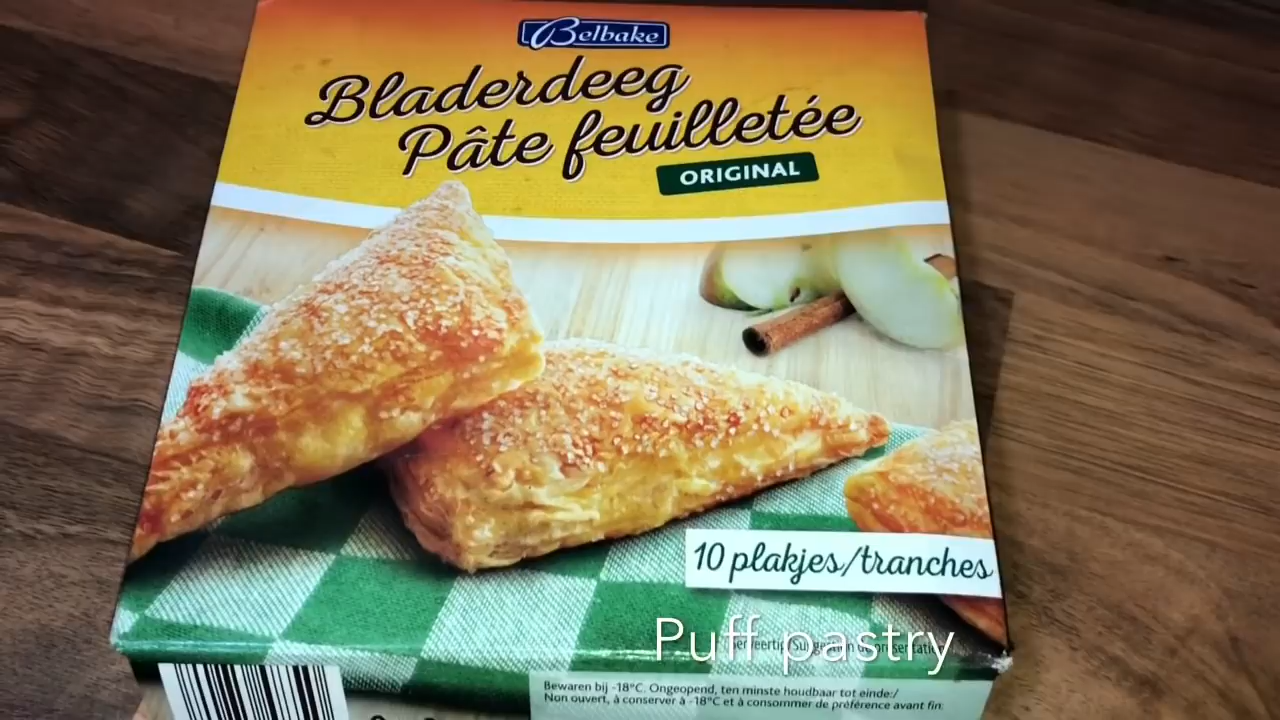 Belbake
Bladerdeeg
Pâte feuilletée
ORIGINAL
10 plakjes/tranches
Puff pastry
Bewaren bij -18°C. Ongeopend, ten minste houdbaar tot einde:/
Non ouvert, à conserver à -18°C et à consommer de préférence avant fin: